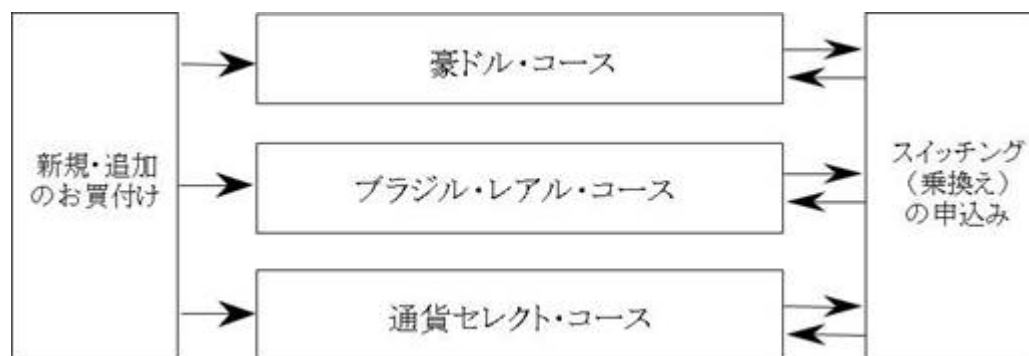 新規・追加
のお買付け
豪ドル・コース
ブラジル・レアル・コース
通貨セレクト・コース
スイッチング
（乗換え）
の申込み